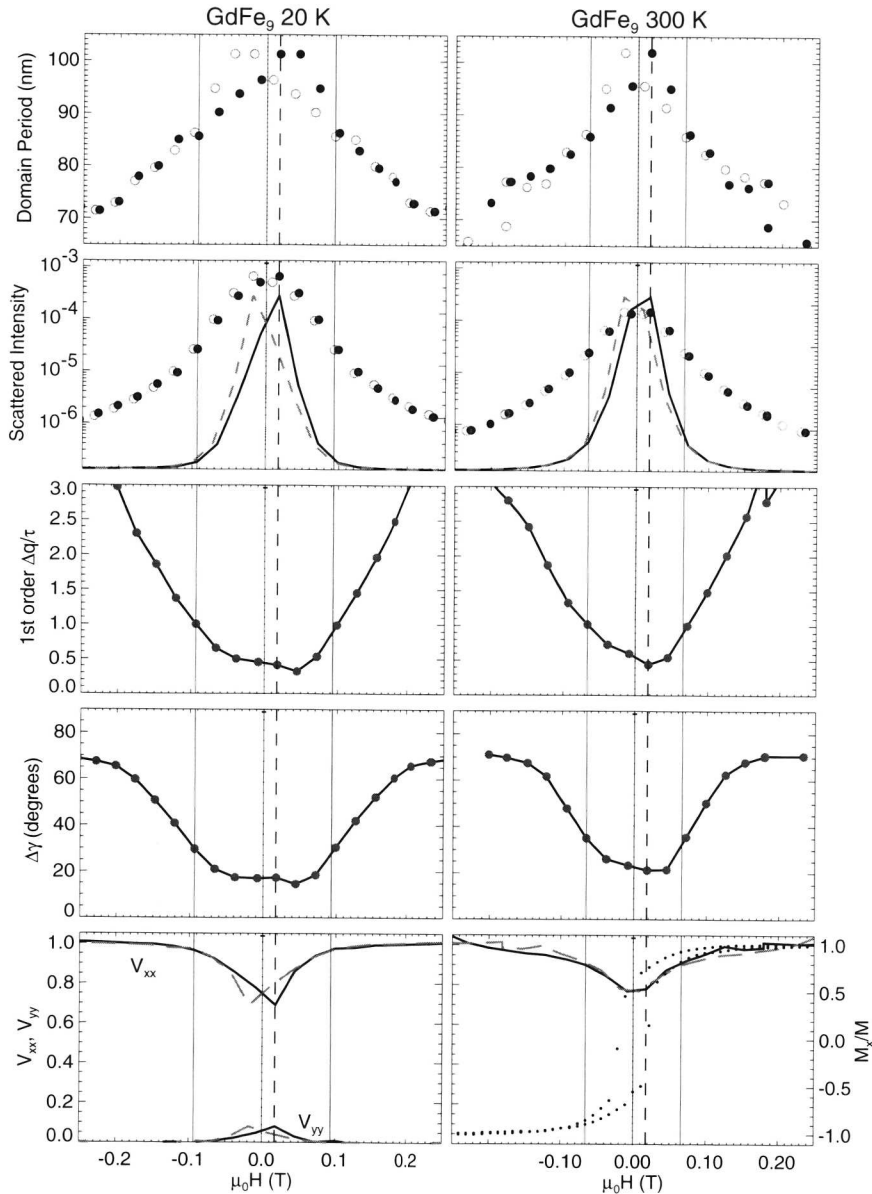 GdFe9 20 K
GdFe9 300 K
Domain Period (nm)
100
90
80
70
Scattered Intensity
10-3
10-4
10-5
10-6
1st order Δq/τ
3.0
2.5
2.0
1.5
1.0
0.5
0.0
Δγ (degrees)
80
60
40
20
0
Vxx, Vyy
1.0
0.8
0.6
0.4
0.2
0.0
Vxx
Vyy
Mx/M
1.0
0.5
0.0
-0.5
-1.0
-0.2 -0.1 0.0 0.1 0.2
-0.10 0.00 0.10 0.20
μ0H (T)
μ0H (T)